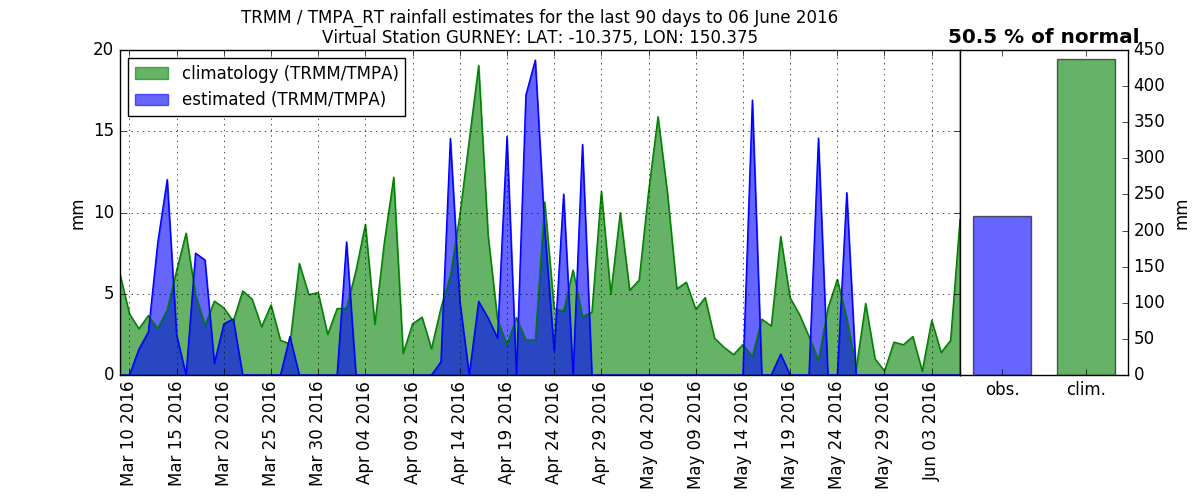 TRMM / TMPA_RT rainfall estimates for the last 90 days to 06 June 2016
Virtual Station GURNEY: LAT: -10.375, LON: 150.375
50.5 % of normal
climatology (TRMM/TMPA)
estimated (TRMM/TMPA)
20
15
10
5
0
mm
450
400
350
300
250
200
150
100
50
0
mm
Mar 10 2016
Mar 15 2016
Mar 20 2016
Mar 25 2016
Mar 30 2016
Apr 04 2016
Apr 09 2016
Apr 14 2016
Apr 19 2016
Apr 24 2016
Apr 29 2016
May 04 2016
May 09 2016
May 14 2016
May 19 2016
May 24 2016
May 29 2016
Jun 03 2016
obs.
clim.